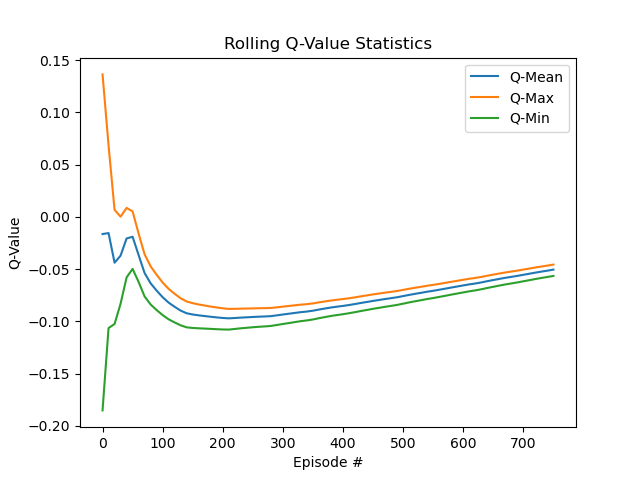 Rolling Q-Value Statistics
Q-Mean
Q-Max
Q-Min
Q-Value
0.15
0.10
0.05
0.00
−0.05
−0.10
−0.15
−0.20
0 100 200 300 400 500 600 700
Episode #